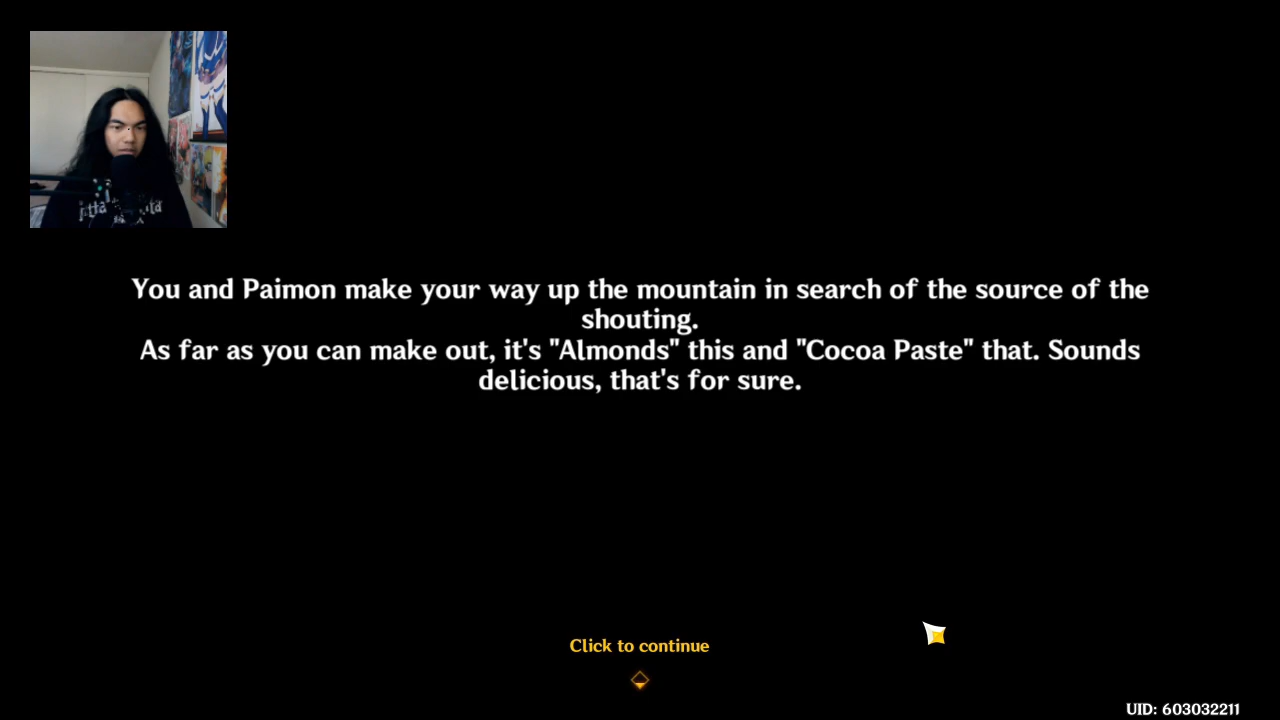 You and Paimon make your way up the mountain in search of the source of the
shouting.
As far as you can make out, it's "Almonds" this and "Cocoa Paste" that. Sounds
delicious, that's for sure.
Click to continue
UID: 603032211